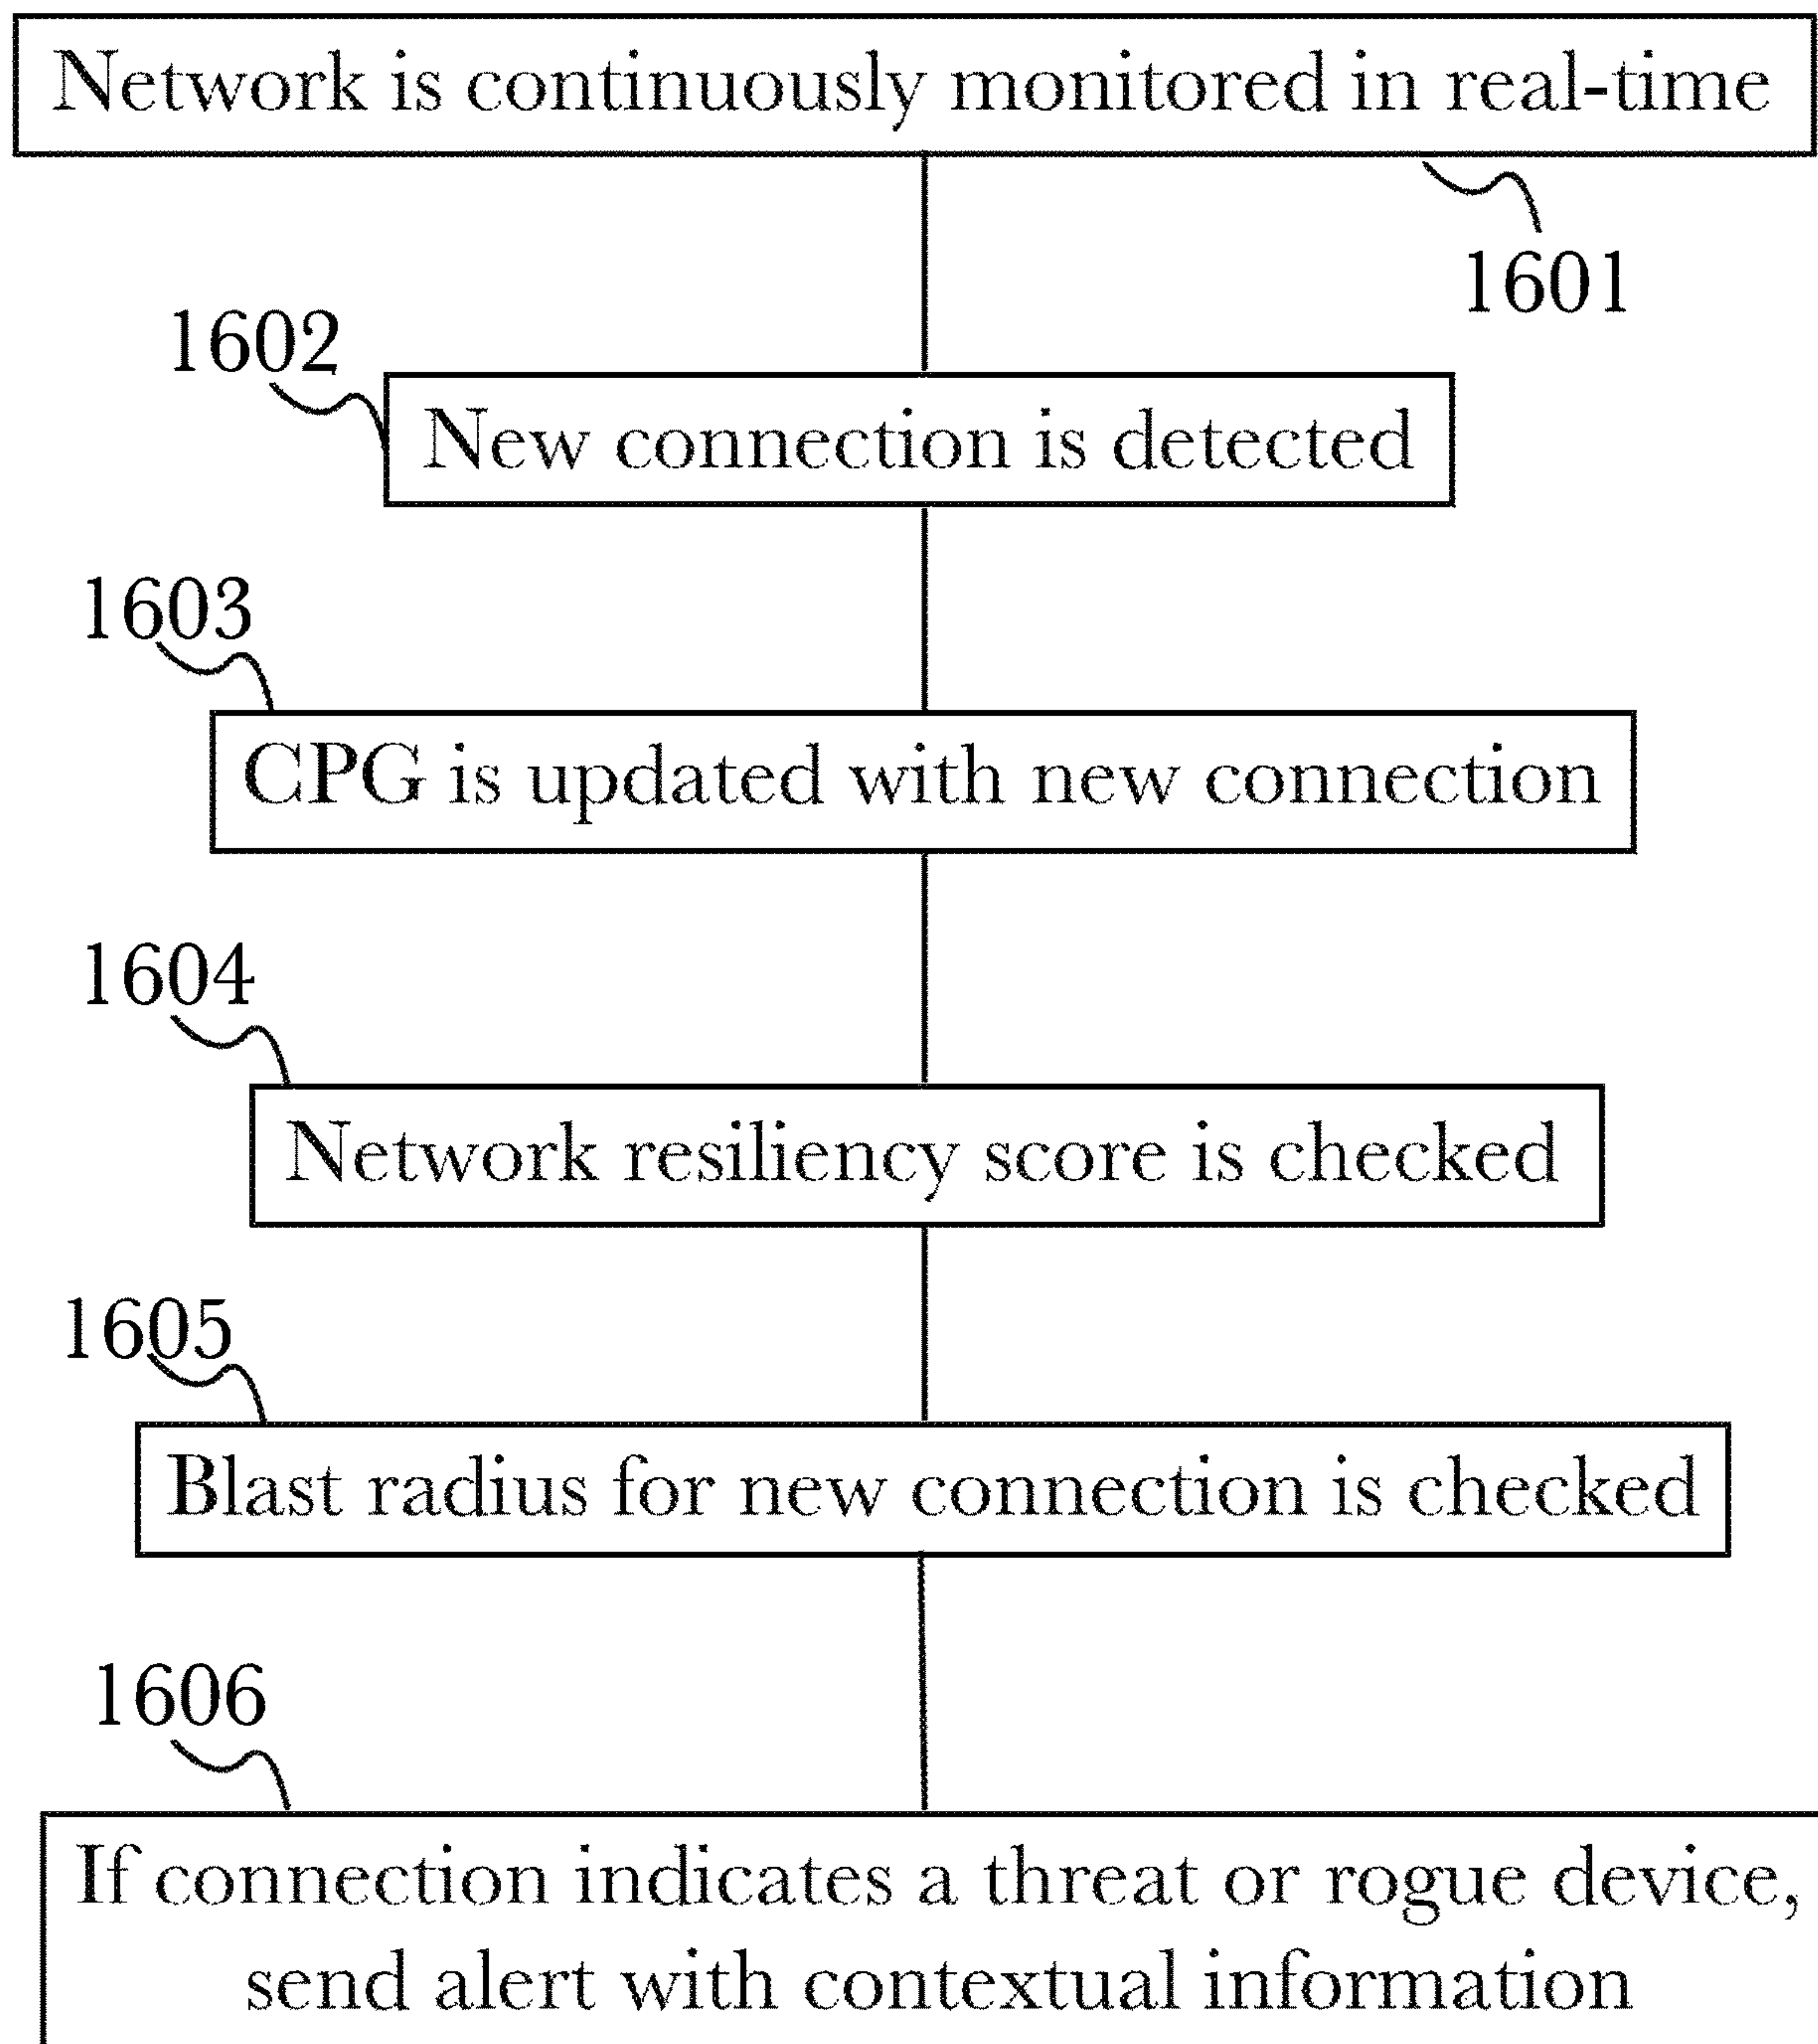 Network is continuously monitored in real-time
1601
1602
New connection is detected
1603
CPG is updated with new connection
1604
Network resiliency score is checked
1605
Blast radius for new connection is checked
1606
If connection indicates a threat or rogue device,
send alert with contextual information